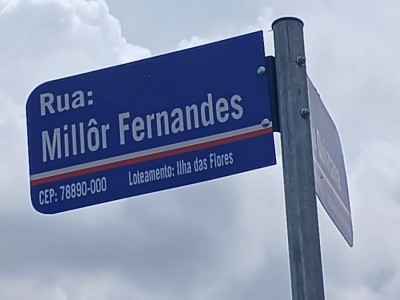 Rua:
Millôr Fernandes
CEP: 78890-000 Loteamento: Ilha das Flores